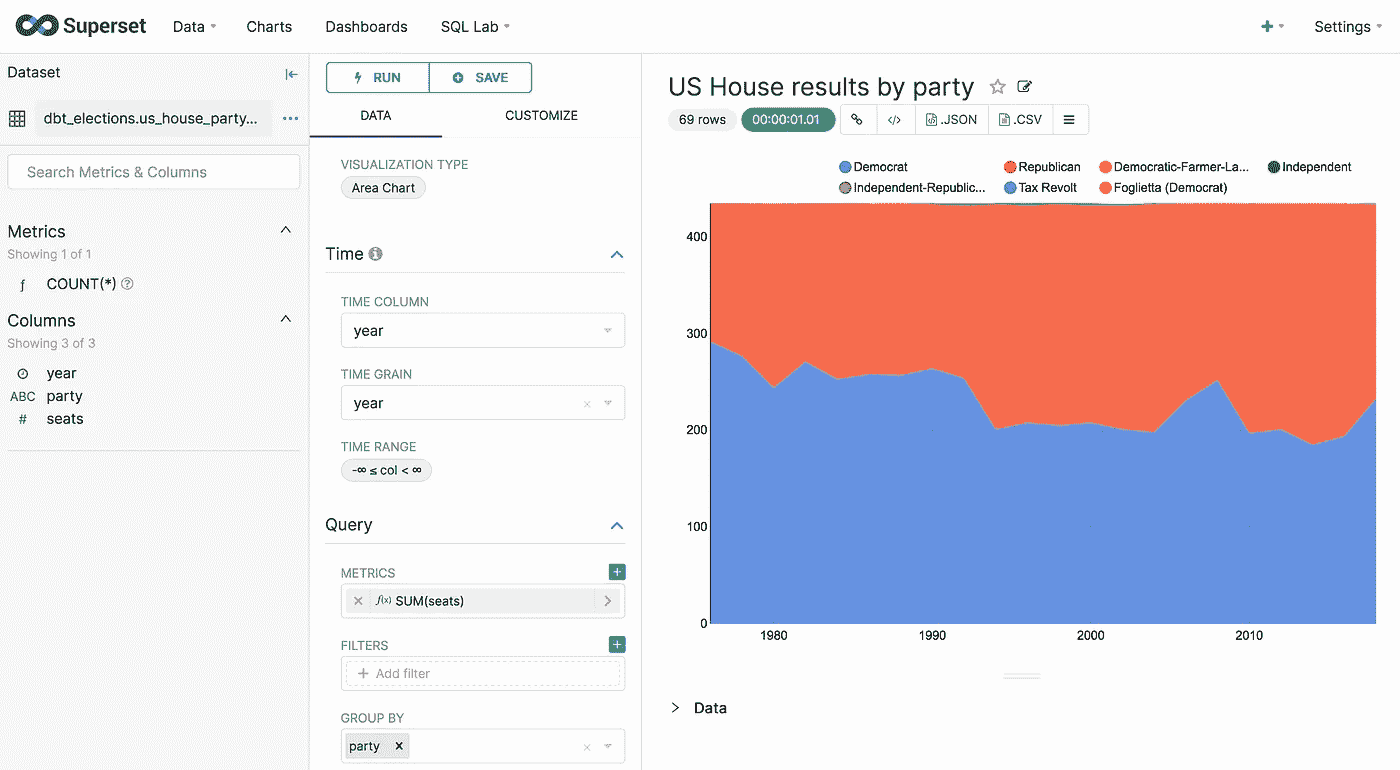 Superset
Data
Charts
Dashboards
SQL Lab
+
Settings
Dataset
dbt_elections.us_house_party...
Search Metrics & Columns
Metrics
Showing 1 of 1
ƒ COUNT(*) ?
Columns
Showing 3 of 3
year
ABC party
# seats
RUN
SAVE
DATA
CUSTOMIZE
VISUALIZATION TYPE
Area Chart
Time
TIME COLUMN
year
TIME GRAIN
year
TIME RANGE
-∞ ≤ col < ∞
Query
METRICS
f(x) SUM(seats)
FILTERS
+ Add filter
GROUP BY
party
US House results by party
69 rows
00:00:01.01
</>
.JSON
.CSV
Democrat
Republican
Democratic-Farmer-La...
Independent
Independent-Republic...
Tax Revolt
Foglietta (Democrat)
400
300
200
100
0
1980
1990
2000
2010
Data